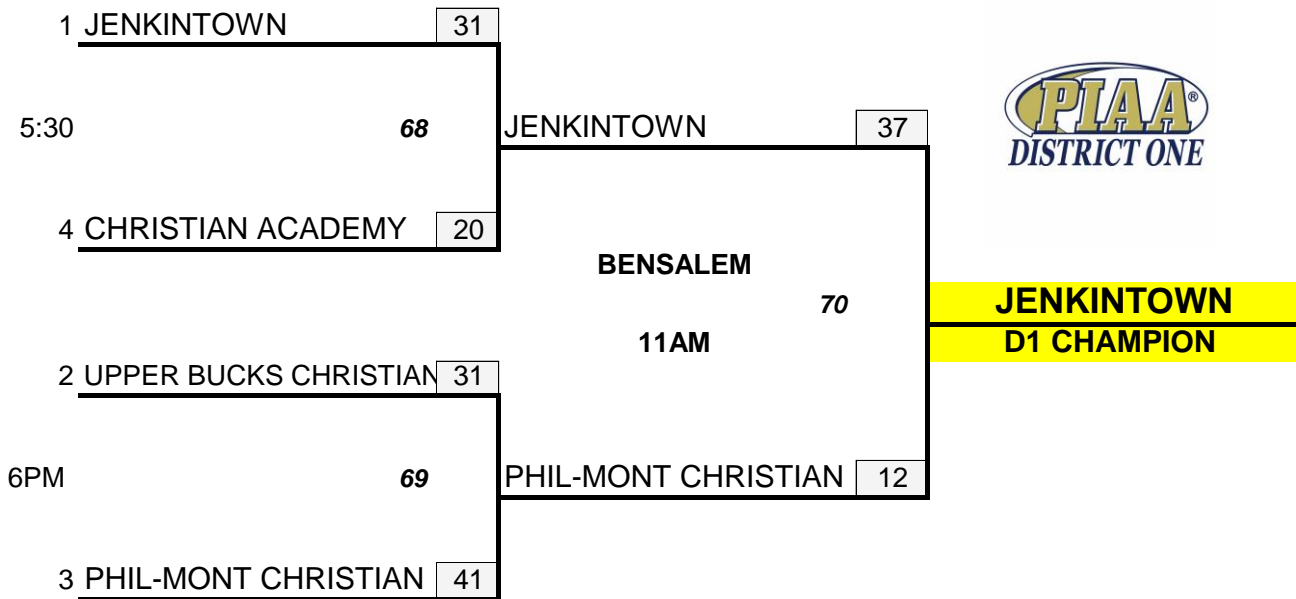 1 JENKINTOWN 31
PIAA®
5:30 68 JENKINTOWN 37
DISTRICT ONE
4 CHRISTIAN ACADEMY 20
BENSALEM
70 JENKINTOWN
11AM D1 CHAMPION
2 UPPER BUCKS CHRISTIAN 31
6PM 69 PHIL-MONT CHRISTIAN 12
3 PHIL-MONT CHRISTIAN 41